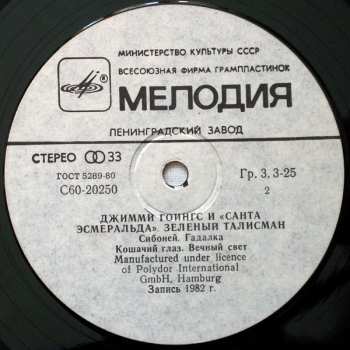 МИНИСТЕРСТВО КУЛЬТУРЫ СССР
ВСЕСОЮЗНАЯ ФИРМА ГРАМПЛАСТИНОК
МЕЛОДИЯ
ЛЕНИНГРАДСКИЙ ЗАВОД
СТЕРЕО 33
ГОСТ 5289-80
С60-20250
Гр. 3. 3-25
2
ДЖИММИ ГОИНГС И «САНТА
ЭСМЕРАЛЬДА». ЗЕЛЕНЫЙ ТАЛИСМАН
Сибоней. Гадалка
Кошачий глаз. Вечный свет
Manufactured under licence
of Polydor International
GmbH, Hamburg
Запись 1982 г.